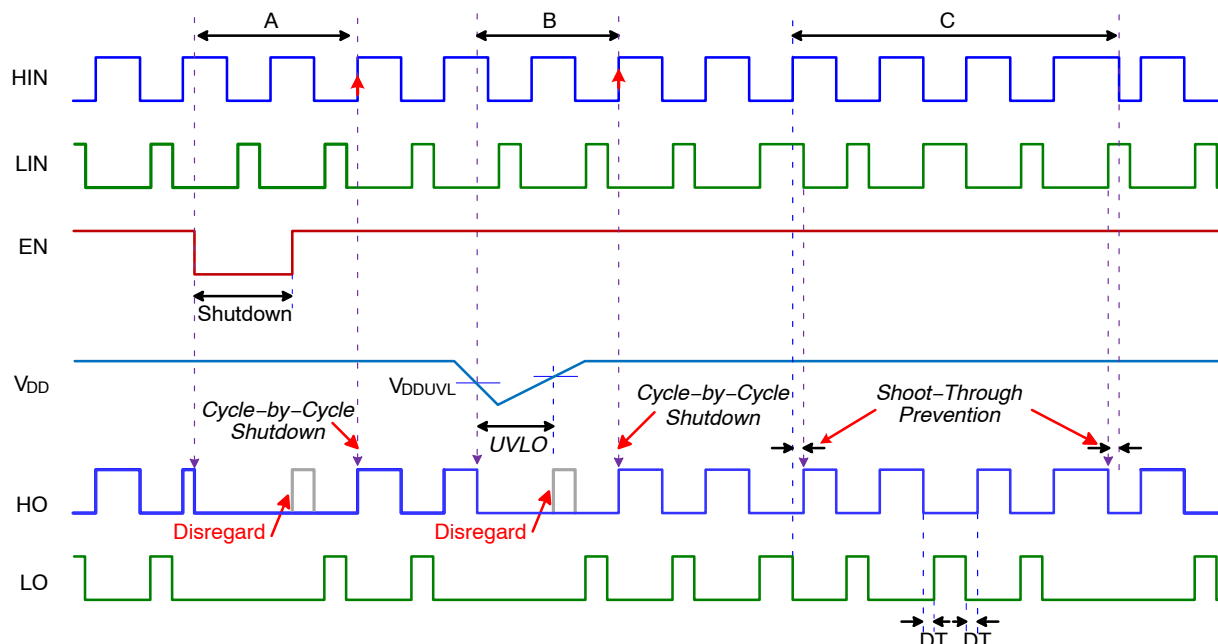 A
B
C
HIN
LIN
EN
Shutdown
VDD
VDDUVL
Cycle−by−Cycle
Shutdown
UVLO
Cycle−by−Cycle
Shutdown
Shoot−Through
Prevention
HO
Disregard
Disregard
LO
DT
DT